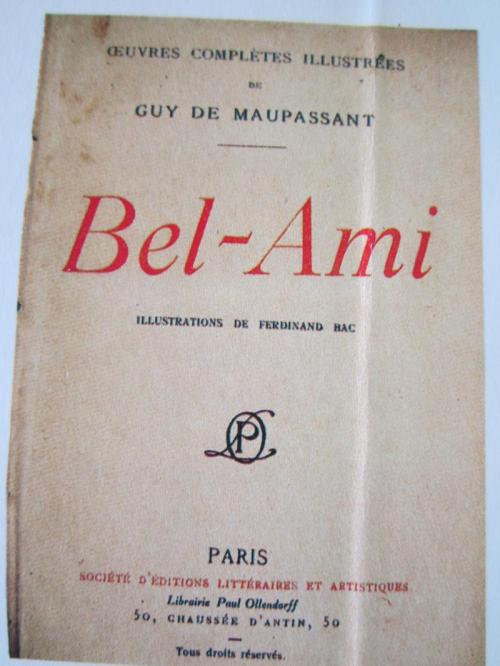 ŒUVRES COMPLÈTES ILLUSTRÉES
DE
GUY DE MAUPASSANT
Bel-Ami
ILLUSTRATIONS DE FERDINAND BAC
PARIS
SOCIÉTÉ D'ÉDITIONS LITTÉRAIRES ET ARTISTIQUES
Librairie Paul Ollendorff
50, CHAUSSÉE D'ANTIN, 50
Tous droits réservés.